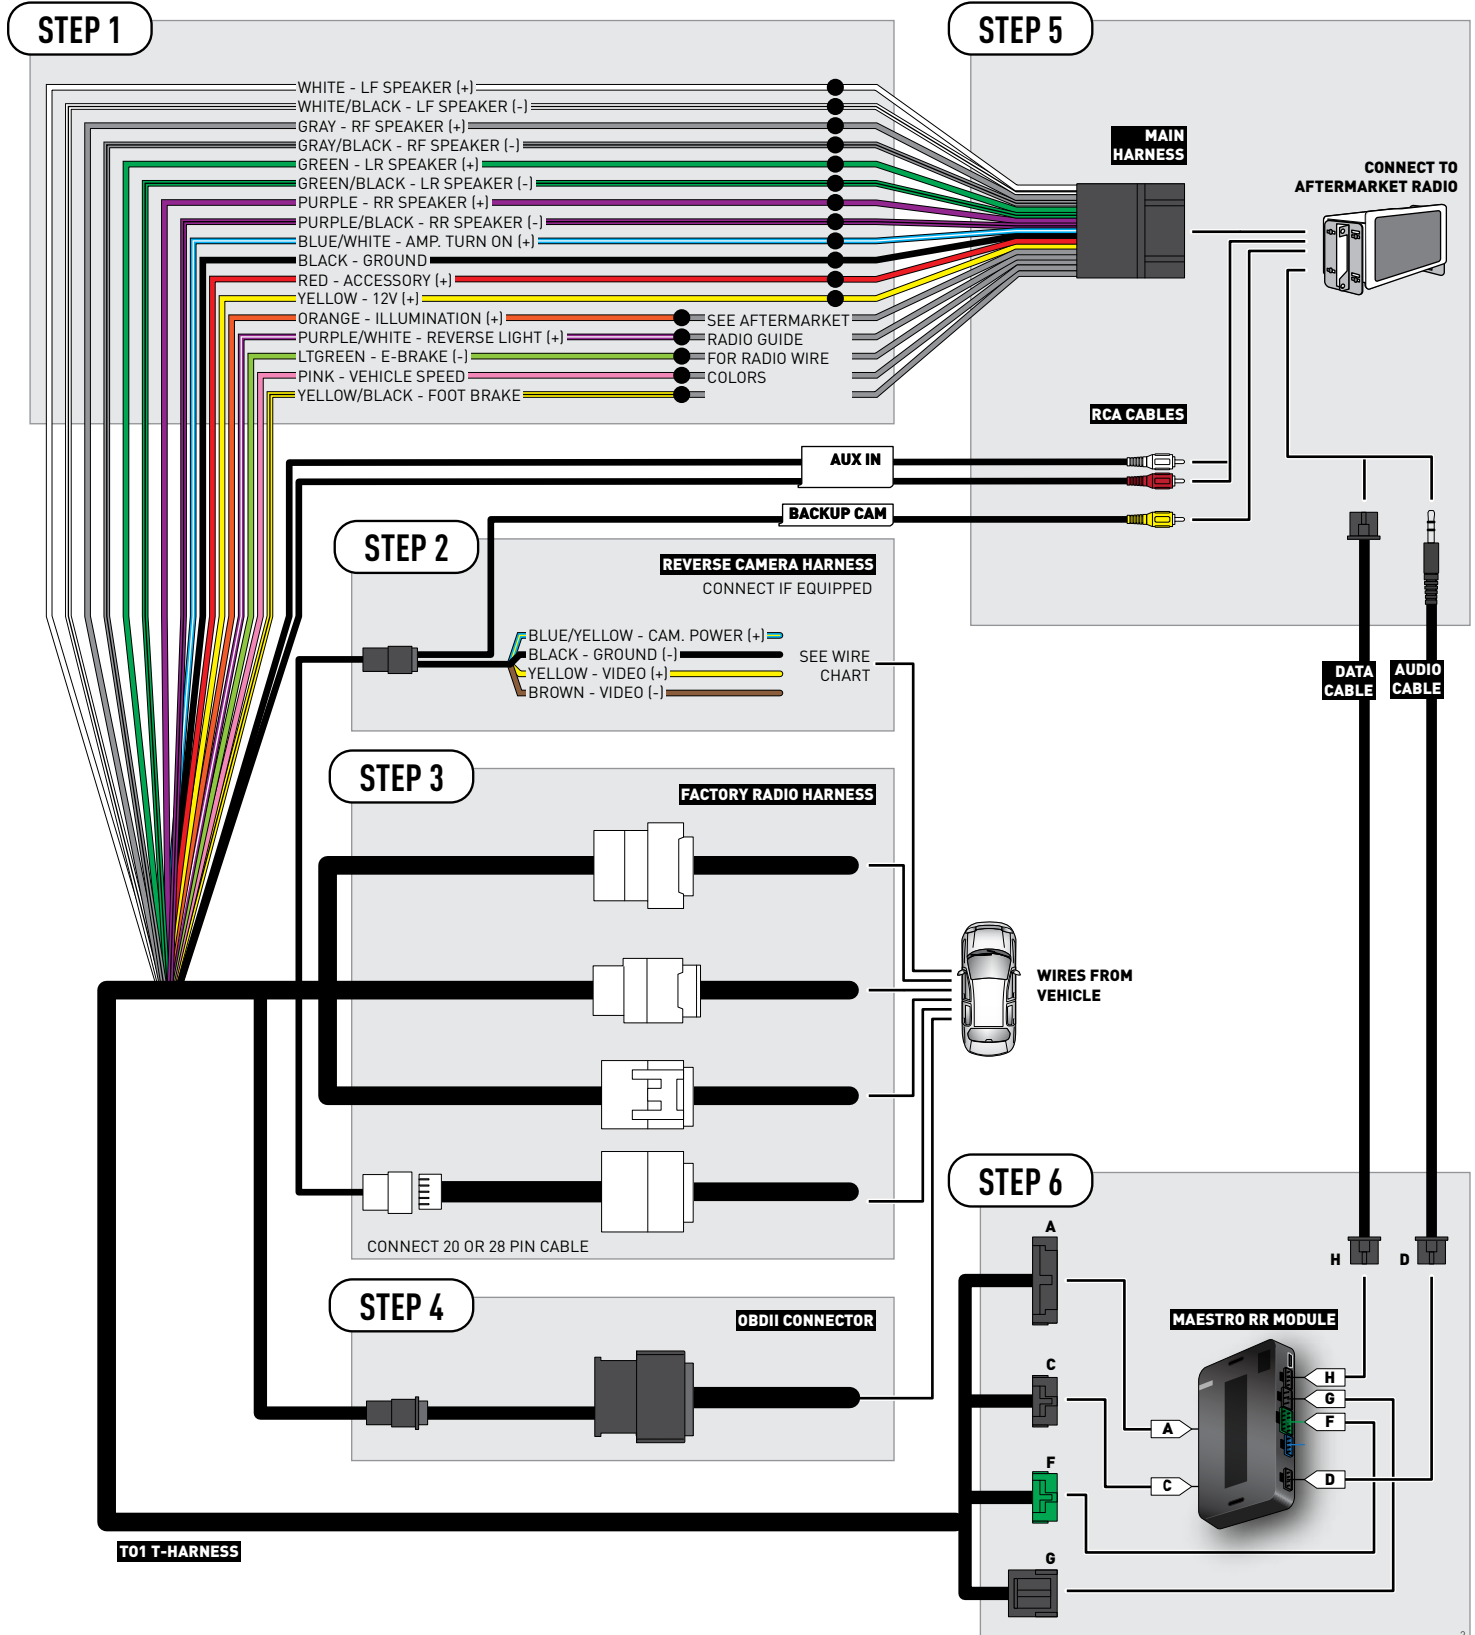 STEP 1
WHITE - LF SPEAKER (+)
WHITE/BLACK - LF SPEAKER (-)
GRAY - RF SPEAKER (+)
GRAY/BLACK - RF SPEAKER (-)
GREEN - LR SPEAKER (+)
GREEN/BLACK - LR SPEAKER (-)
PURPLE - RR SPEAKER (+)
PURPLE/BLACK - RR SPEAKER (-)
BLUE/WHITE - AMP. TURN ON (+)
BLACK - GROUND
RED - ACCESSORY (+)
YELLOW - 12V (+)
ORANGE - ILLUMINATION (+)
PURPLE/WHITE - REVERSE LIGHT (+)
LTGREEN - E-BRAKE (-)
PINK - VEHICLE SPEED
YELLOW/BLACK - FOOT BRAKE
SEE AFTERMARKET
RADIO GUIDE
FOR RADIO WIRE
COLORS
STEP 5
MAIN
HARNESS
CONNECT TO
AFTERMARKET RADIO
RCA CABLES
AUX IN
BACKUP CAM
STEP 2
REVERSE CAMERA HARNESS
CONNECT IF EQUIPPED
BLUE/YELLOW - CAM. POWER (+)
BLACK - GROUND (-)
YELLOW - VIDEO (+)
BROWN - VIDEO (-)
SEE WIRE
CHART
DATA
CABLE
AUDIO
CABLE
STEP 3
FACTORY RADIO HARNESS
WIRES FROM
VEHICLE
CONNECT 20 OR 28 PIN CABLE
STEP 4
OBDII CONNECTOR
STEP 6
A
H
D
MAESTRO RR MODULE
C
H
G
F
A
D
C
F
G
T01 T-HARNESS
2